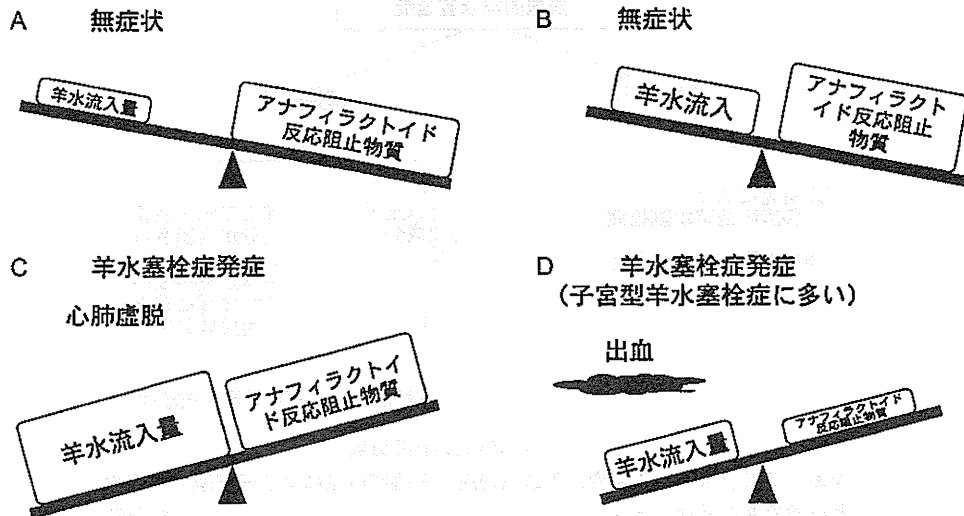 A 無症状
羊水流入量
アナフィラクトイド
反応阻止物質
B 無症状
羊水流入
アナフィラクト
イド反応阻止
物質
C 羊水塞栓症発症
心肺虚脱
羊水流入量
アナフィラクトイ
ド反応阻止物質
D 羊水塞栓症発症
(子宮型羊水塞栓症に多い)
出血
羊水流入量
アナフィラクトイド
反応阻止物質